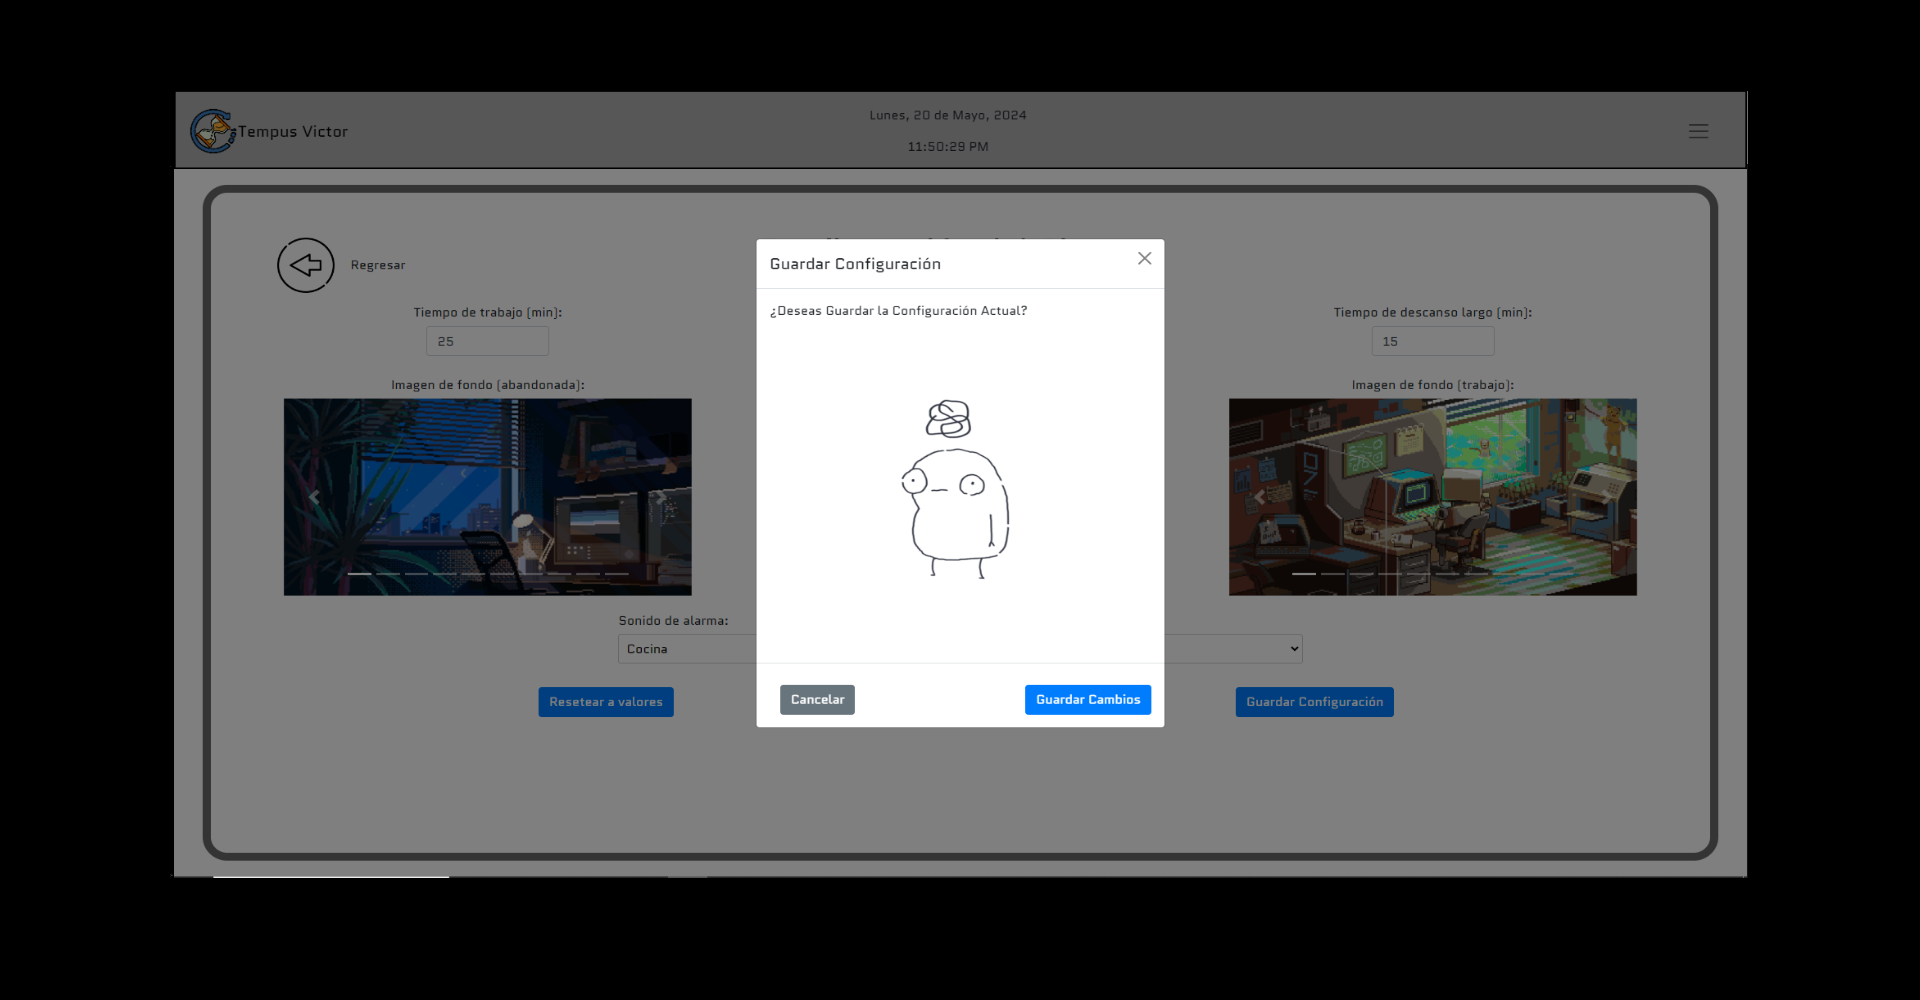 Tempus Victor
Lunes, 20 de Mayo, 2024
11:50:29 PM
Regresar
Guardar Configuración
¿Deseas Guardar la Configuración Actual?
Tiempo de trabajo (min):
25
Tiempo de descanso largo (min):
15
Imagen de fondo (abandonada):
Imagen de fondo (trabajo):
Sonido de alarma:
Cocina
Resetear a valores
Cancelar
Guardar Cambios
Guardar Configuración